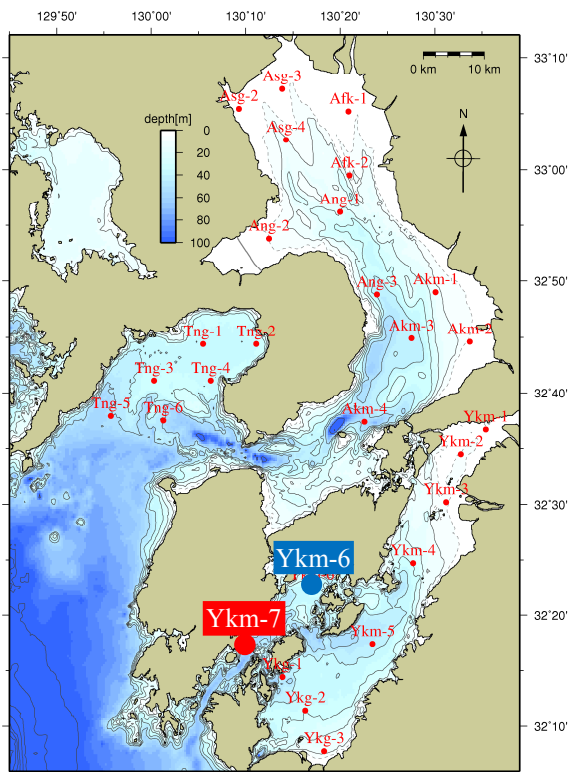 129°50' 130°00' 130°10' 130°20' 130°30'
33°10'
0 km 10 km
Asg-3
Asg-2
Afk-1
N
depth[m]
0
20
40
60
80
100
Asg-4
Afk-2
33°00'
Ang-1
Ang-2
32°50'
Ang-3
Akm-1
Tng-1
Tng-2
Akm-3
Akm-2
Tng-3
Tng-4
32°40'
Tng-5
Tng-6
Akm-4
Ykm-1
Ykm-2
Ykm-3
32°30'
Ykm-4
Ykm-6
32°20'
Ykm-7
Ykm-5
Ykg-1
Ykg-2
32°10'
Ykg-3